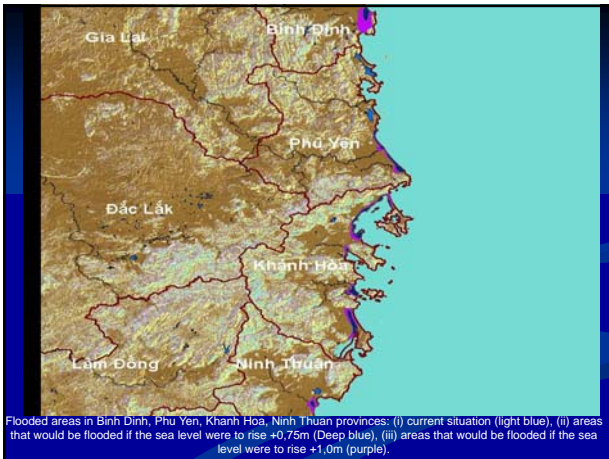 Gia Lai
Bình Định
Phú Yên
Đắc Lắk
Khánh Hòa
Lâm Đồng
Ninh Thuận
Flooded areas in Binh Dinh, Phu Yen, Khanh Hoa, Ninh Thuan provinces: (i) current situation (light blue), (ii) areas
that would be flooded if the sea level were to rise +0,75m (Deep blue), (iii) areas that would be flooded if the sea
level were to rise +1,0m (purple).